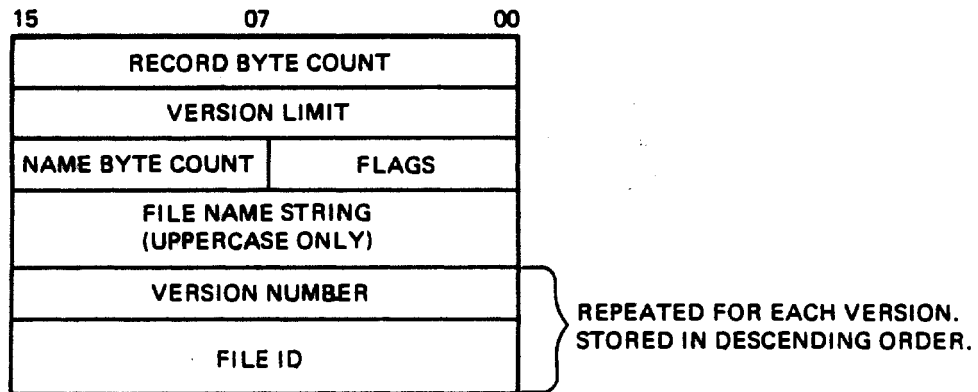 15 07 00
RECORD BYTE COUNT
VERSION LIMIT
NAME BYTE COUNT FLAGS
FILE NAME STRING
(UPPERCASE ONLY)
VERSION NUMBER
FILE ID
REPEATED FOR EACH VERSION.
STORED IN DESCENDING ORDER.